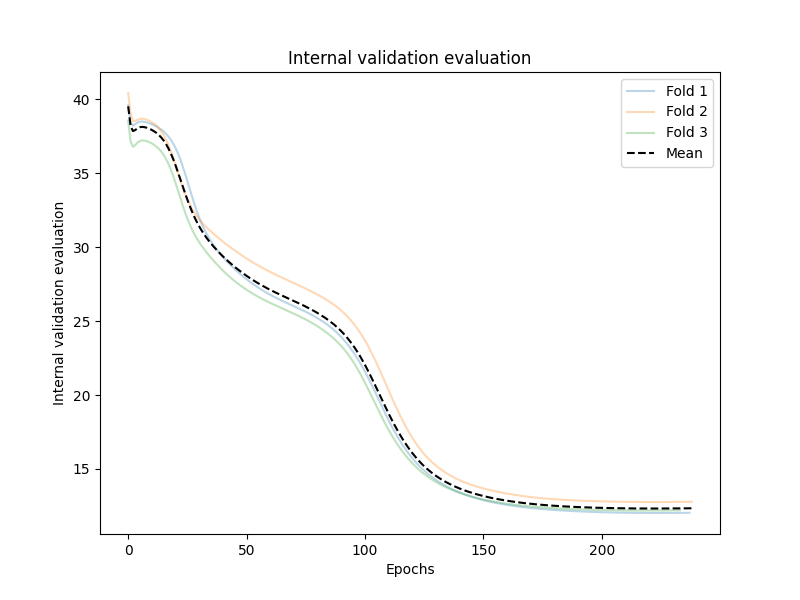 Internal validation evaluation
Fold 1
Fold 2
Fold 3
Mean
Internal validation evaluation
40
35
30
25
20
15
0 50 100 150 200
Epochs